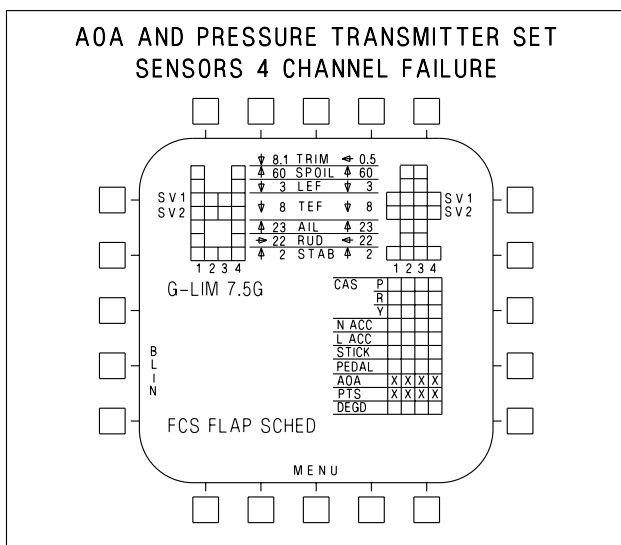 AOA AND PRESSURE TRANSMITTER SET
SENSORS 4 CHANNEL FAILURE
8.1 TRIM 0.5
60 SPOIL 60
3 LEF 3
SV1 SV1
8 TEF 8
SV2 SV2
23 AIL 23
22 RUD 22
2 STAB 2
1 2 3 4 1 2 3 4
G-LIM 7.5G
CAS P
R
Y
N ACC
L ACC
STICK
PEDAL
AOA X X X X
PTS X X X X
DEGD
BLIN
FCS FLAP SCHED
MENU